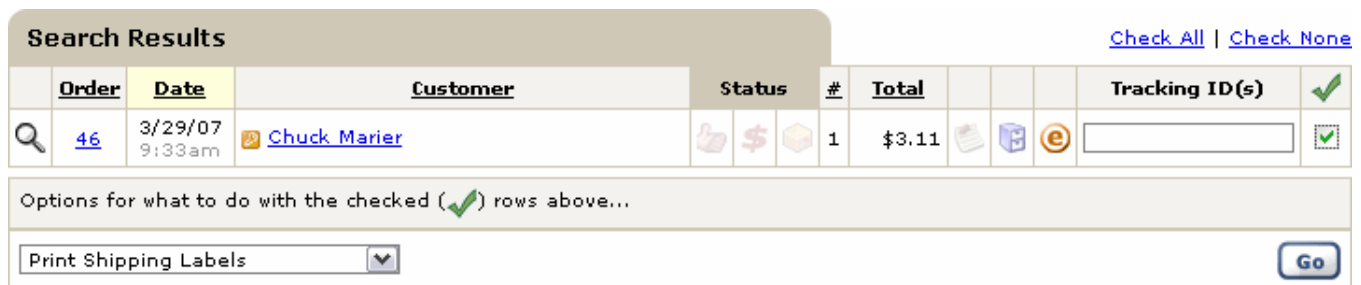 Search Results
Check All | Check None
Order Date Customer Status # Total Tracking ID(s)
46 3/29/07 9:33am Chuck Marier $ 1 $3.11 e
Options for what to do with the checked () rows above...
Print Shipping Labels Go